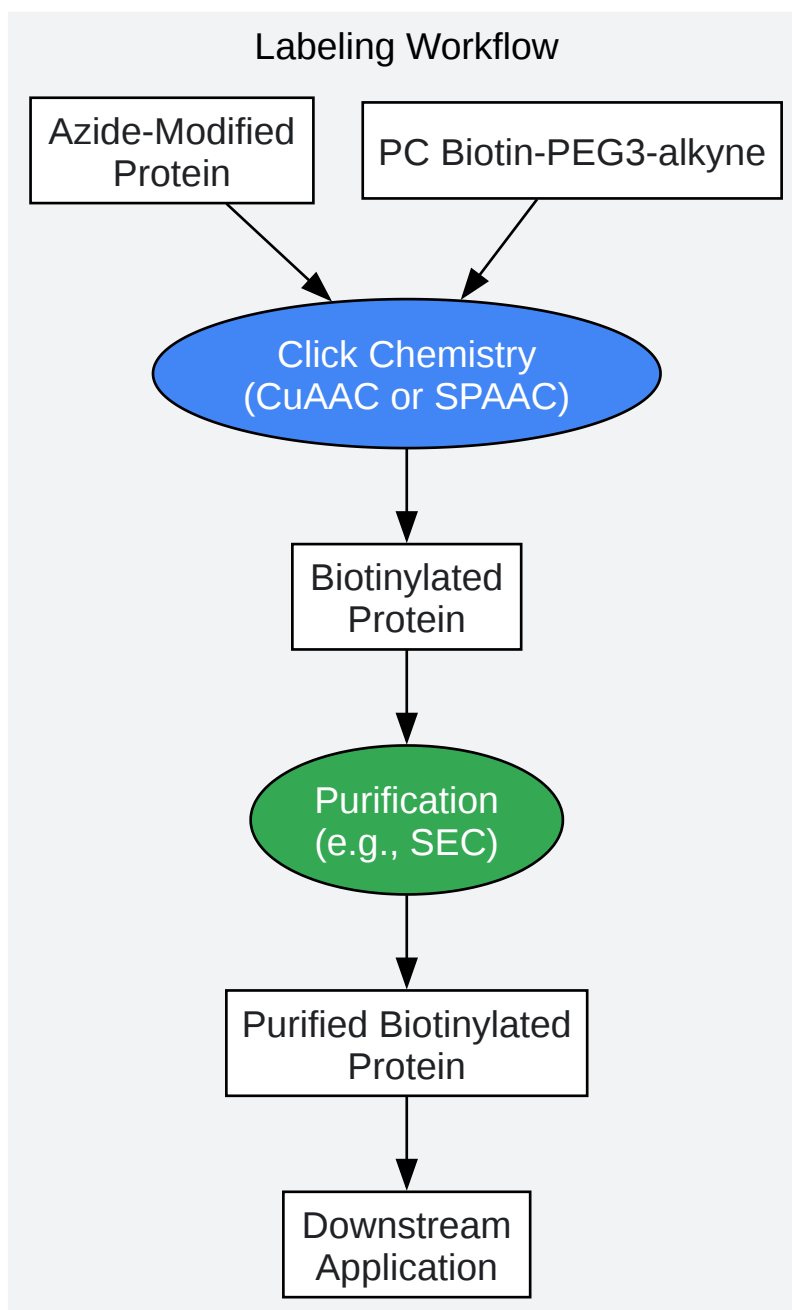 Labeling Workflow
Azide-Modified
Protein
PC Biotin-PEG3-alkyne
Click Chemistry
(CuAAC or SPAAC)
Biotinylated
Protein
Purification
(e.g., SEC)
Purified Biotinylated
Protein
Downstream
Application